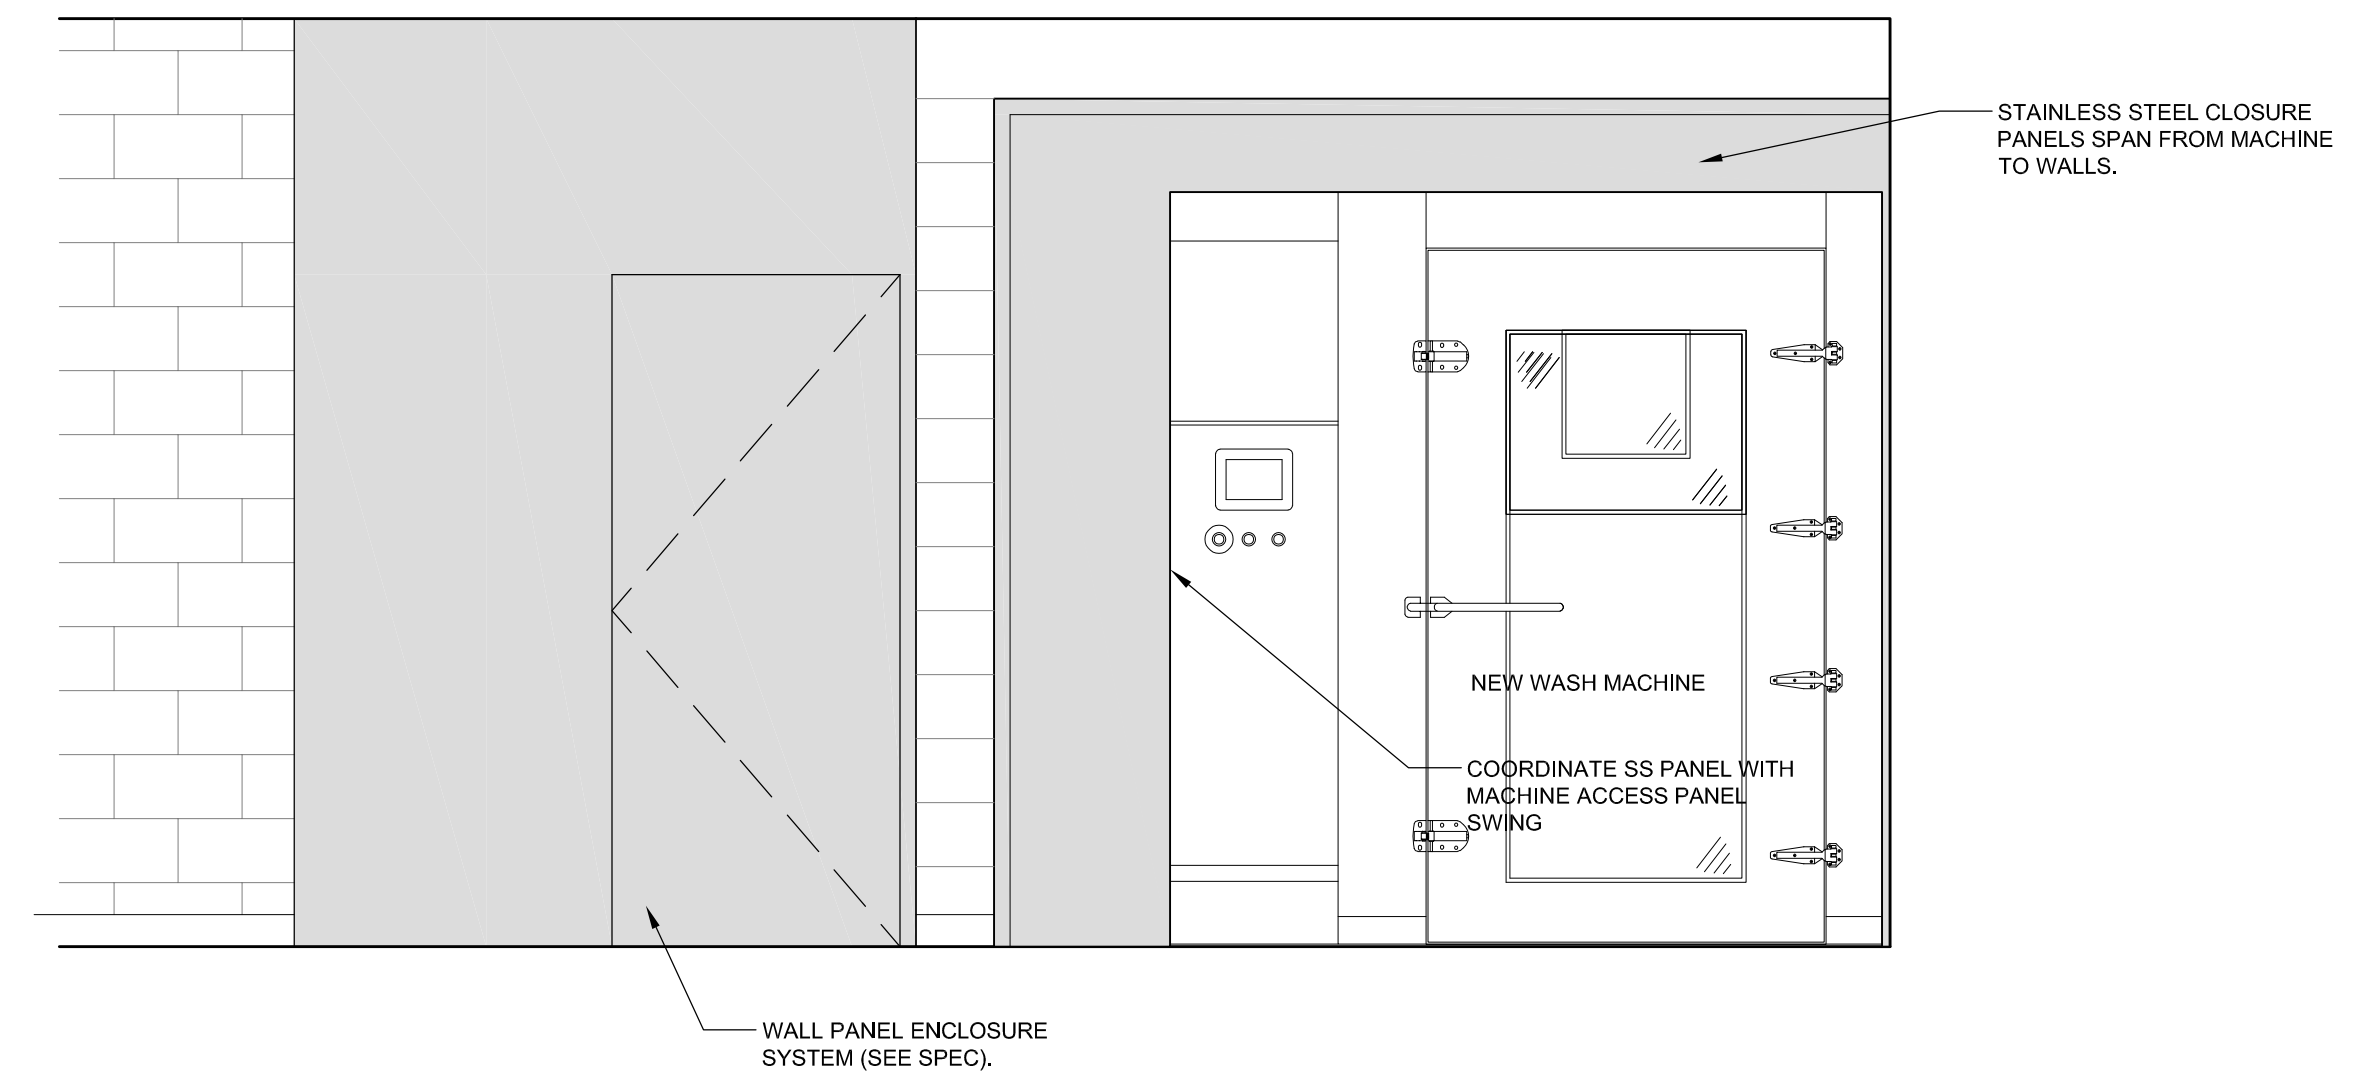 STAINLESS STEEL CLOSURE
PANELS SPAN FROM MACHINE
TO WALLS.
NEW WASH MACHINE
COORDINATE SS PANEL WITH
MACHINE ACCESS PANEL
SWING
WALL PANEL ENCLOSURE
SYSTEM (SEE SPEC).